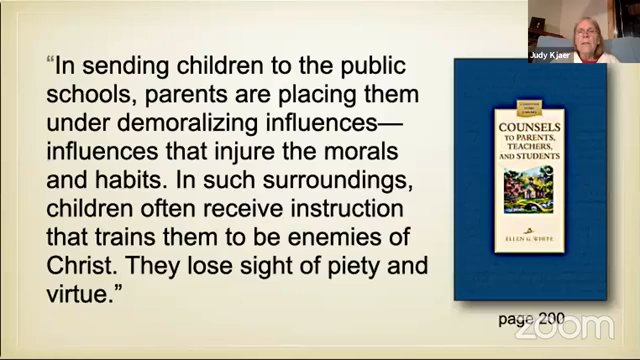 Judy Kjaer
“In sending children to the public
schools, parents are placing them
under demoralizing influences—
influences that injure the morals
and habits. In such surroundings,
children often receive instruction
that trains them to be enemies of
Christ. They lose sight of piety and
virtue.”
COUNSELS
TO PARENTS,
TEACHERS,
AND STUDENTS
ELLEN G. WHITE
page 200
zoom